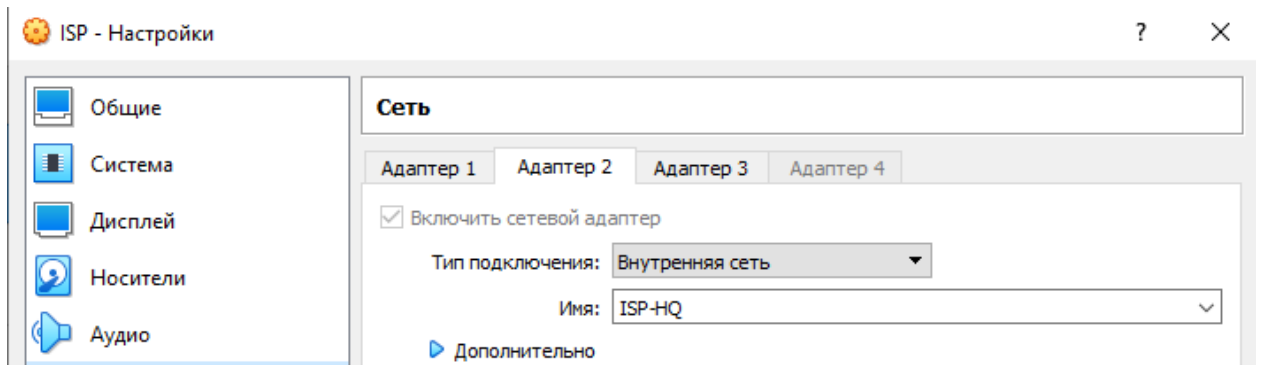 ISP - Настройки
?
Общие
Система
Дисплей
Носители
Аудио
Сеть
Адаптер 1 Адаптер 2 Адаптер 3 Адаптер 4
Включить сетевой адаптер
Тип подключения: Внутренняя сеть
Имя: ISP-HQ
Дополнительно